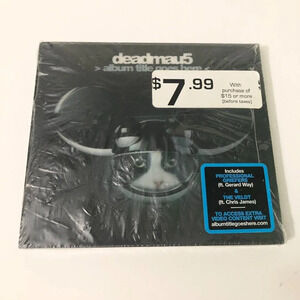 deadmau5
> album title goes here <
$7.99
With
purchase of
$15 or more
[before taxes]
Includes
PROFESSIONAL
GRIEFERS
(ft. Gerard Way)
&
THE VELDT
(ft. Chris James)
TO ACCESS EXTRA
VIDEO CONTENT VISIT
albumtitlegoeshere.com